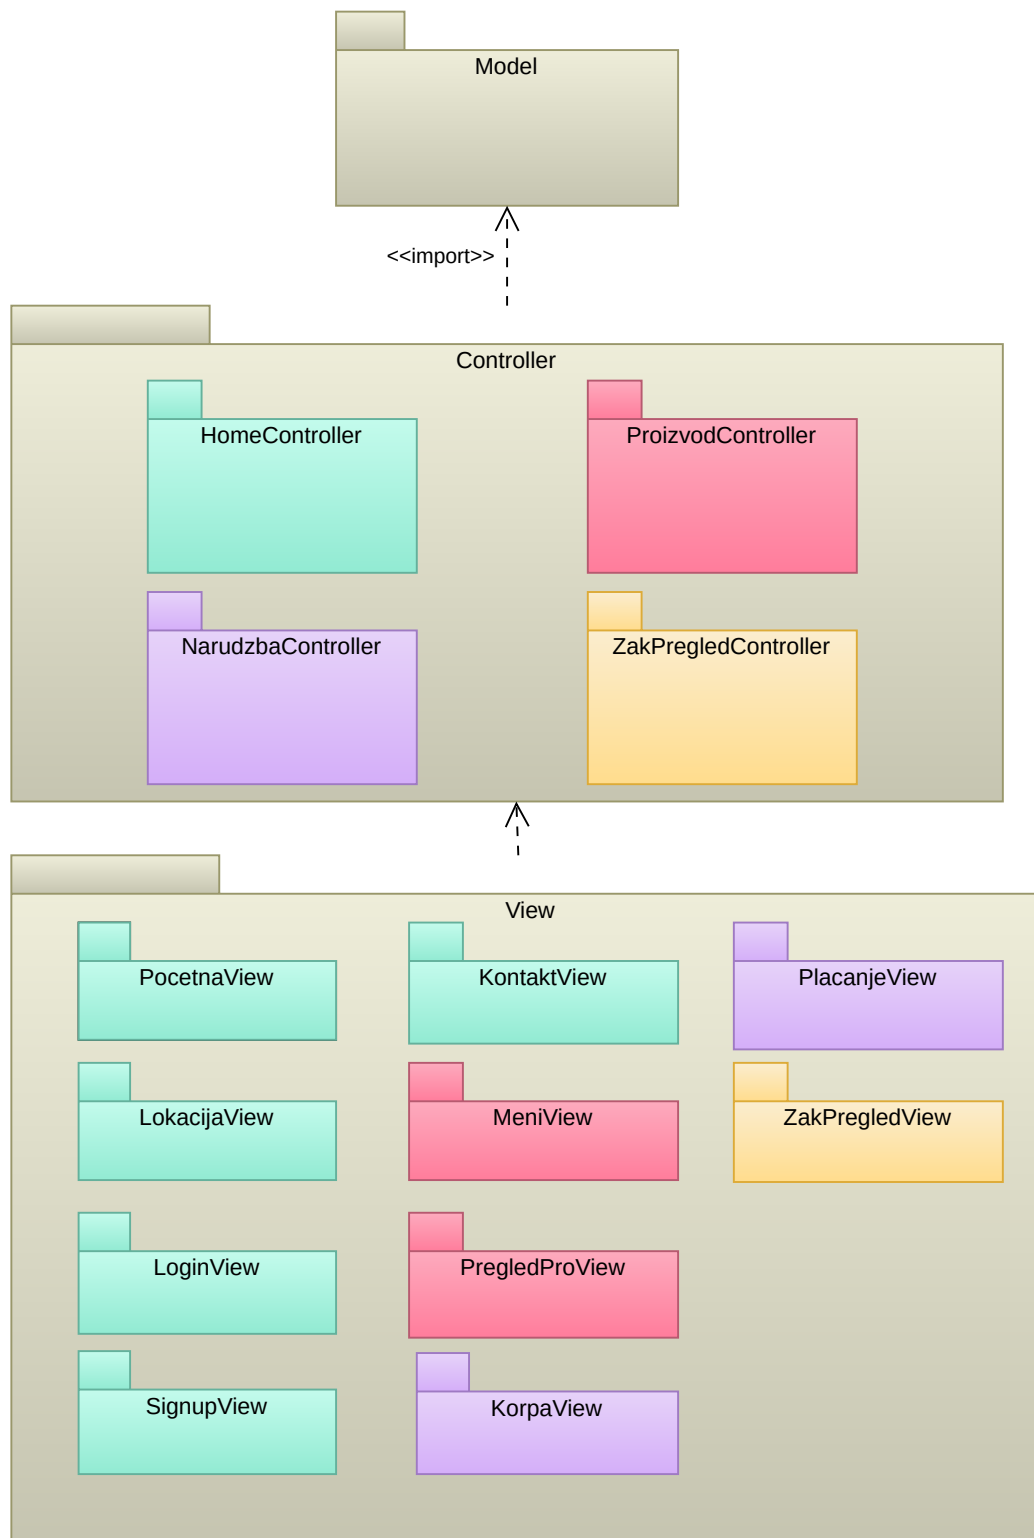 Model
<<import>>
Controller
HomeController
ProizvodController
NarudzbaController
ZakPregledController
View
PocetnaView
KontaktView
PlacanjeView
LokacijaView
MeniView
ZakPregledView
LoginView
PregledProView
SignupView
KorpaView